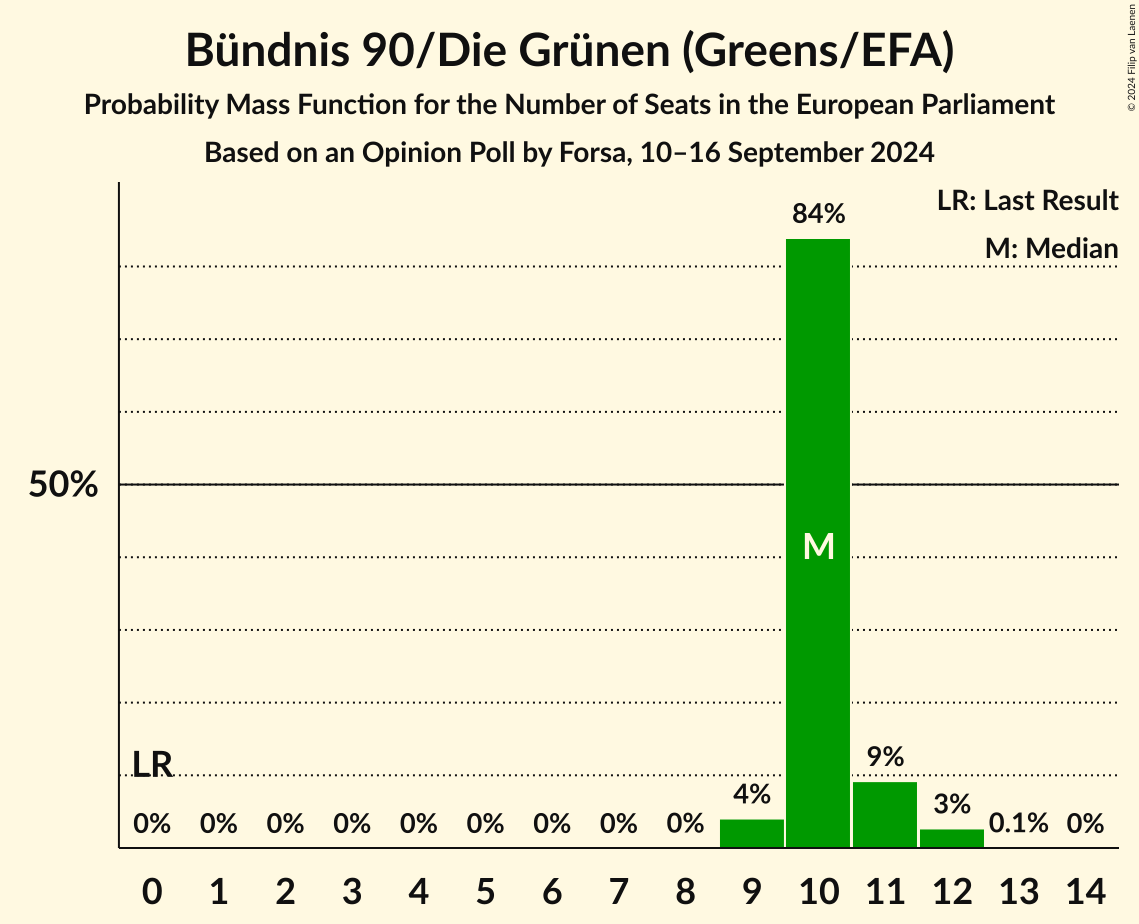 Bündnis 90/Die Grünen (Greens/EFA)
Probability Mass Function for the Number of Seats in the European Parliament
Based on an Opinion Poll by Forsa, 10–16 September 2024
© 2024 Filip van Laenen
LR: Last Result
M: Median
84%
50%
M
LR
9%
4%
3%
0% 0% 0% 0% 0% 0% 0% 0% 0% 0.1% 0%
0 1 2 3 4 5 6 7 8 9 10 11 12 13 14